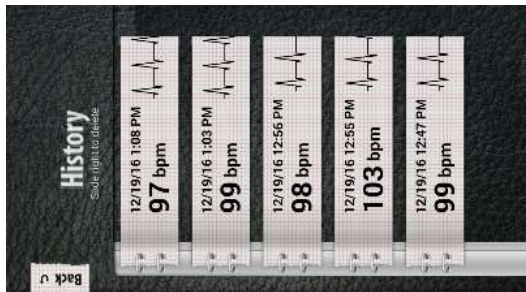 History
Slide right to delete
12/19/16 1:08 PM
97 bpm
12/19/16 1:03 PM
99 bpm
12/19/16 12:56 PM
98 bpm
12/19/16 12:55 PM
103 bpm
12/19/16 12:47 PM
99 bpm
Back